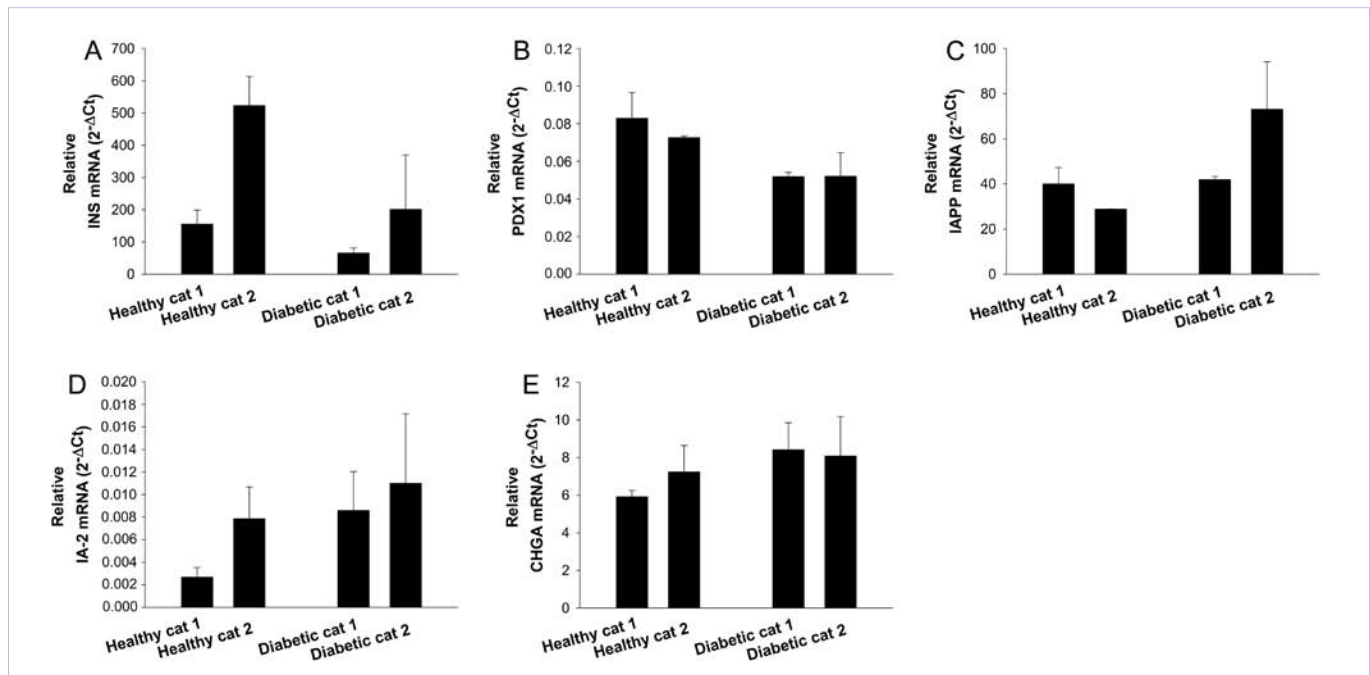 A
Relative
INS mRNA (2-ΔCt)
700
600
500
400
300
200
100
0
Healthy cat 1
Healthy cat 2
Diabetic cat 1
Diabetic cat 2
B
Relative
PDX1 mRNA (2-ΔCt)
0.12
0.10
0.08
0.06
0.04
0.02
0.00
Healthy cat 1
Healthy cat 2
Diabetic cat 1
Diabetic cat 2
C
Relative
IAPP mRNA (2-ΔCt)
100
80
60
40
20
0
Healthy cat 1
Healthy cat 2
Diabetic cat 1
Diabetic cat 2
D
Relative
IA-2 mRNA (2-ΔCt)
0.020
0.018
0.016
0.014
0.012
0.010
0.008
0.006
0.004
0.002
0.000
Healthy cat 1
Healthy cat 2
Diabetic cat 1
Diabetic cat 2
E
Relative
CHGA mRNA (2-ΔCt)
12
10
8
6
4
2
0
Healthy cat 1
Healthy cat 2
Diabetic cat 1
Diabetic cat 2